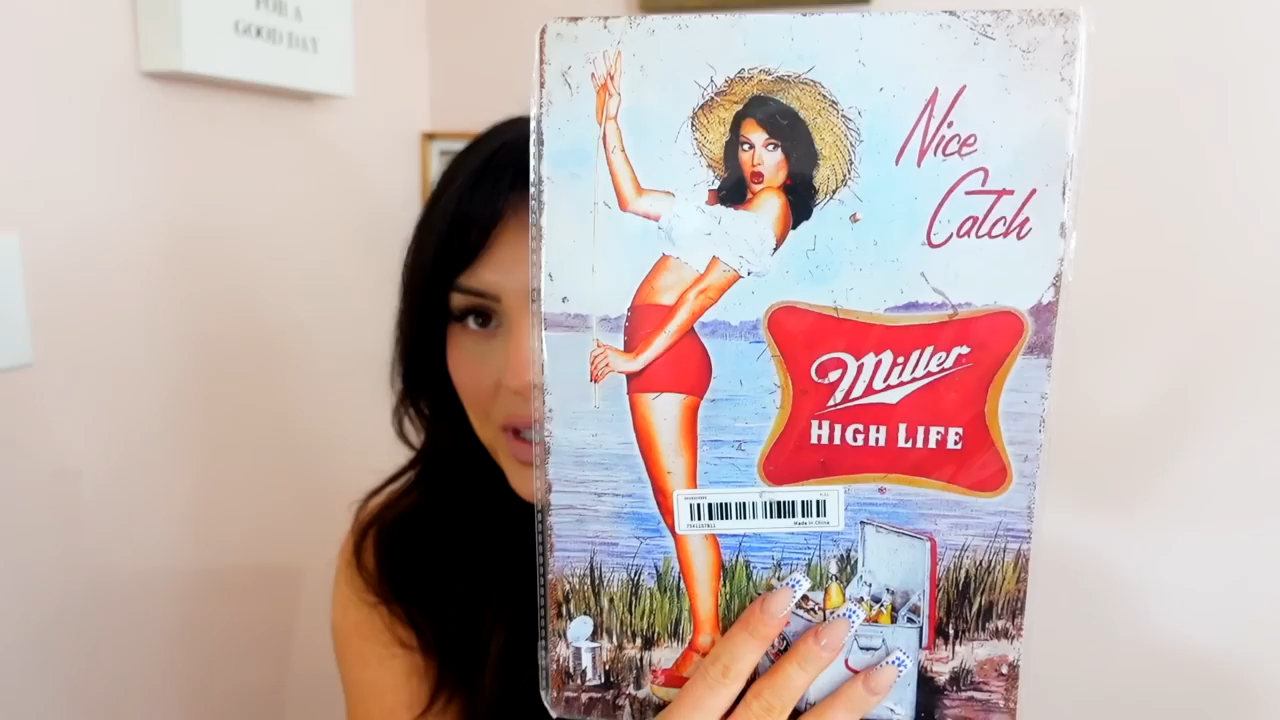 FOR A
GOOD DAY
Nice
Catch
Miller
HIGH LIFE
Made in China